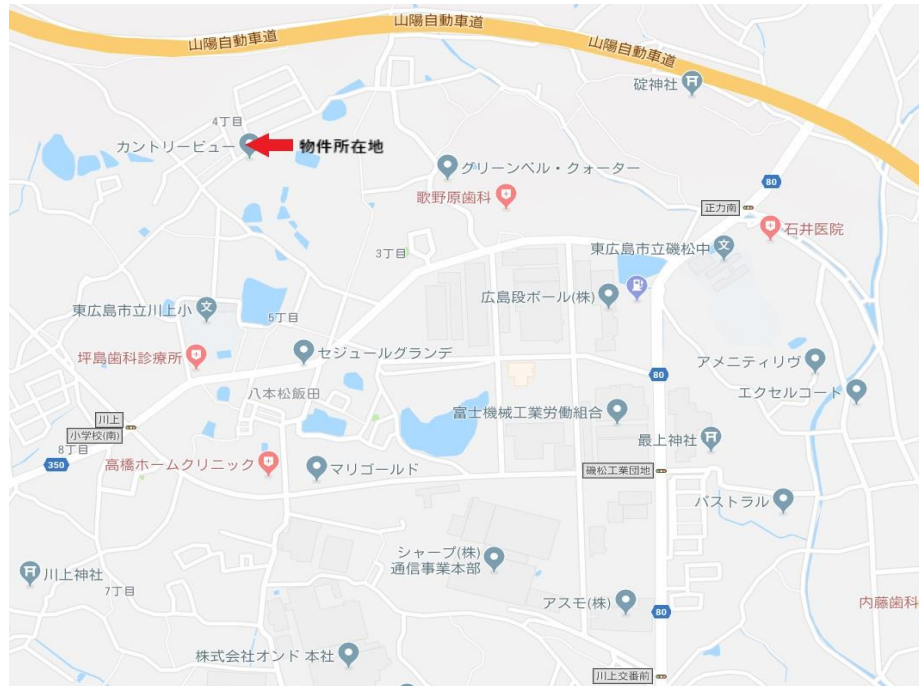 山陽自動車道
山陽自動車道
山陽自動車道
碇神社
4丁目
カントリービュー
物件所在地
グリーンベル・クォーター
歌野原歯科
80
正力南
石井医院
3丁目
東広島市立磯松中
広島段ボール(株)
東広島市立川上小
5丁目
坪島歯科診療所
セジュールグランデ
アメニティリヴ
80
八本松飯田
エクセルコート
富士機械工業労働組合
川上
小学校(南)
最上神社
8丁目
350
高橋ホームクリニック
マリゴールド
磯松工業団地
パストラル
シャープ(株)
通信事業本部
川上神社
7丁目
アスモ(株)
80
内藤歯科
株式会社オンド 本社
川上交番前